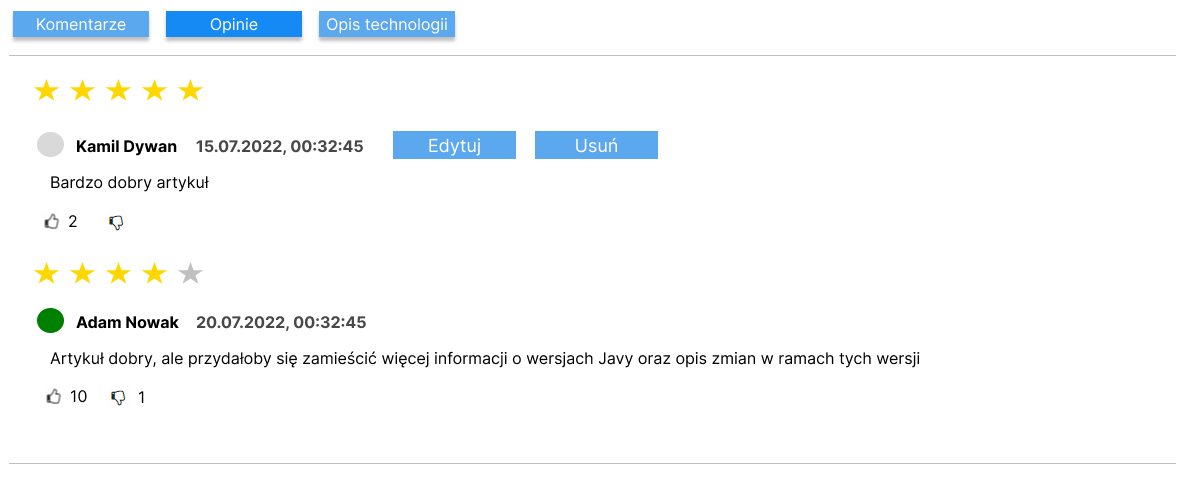 Komentarze Opinie Opis technologii
Kamil Dywan 15.07.2022, 00:32:45 Edytuj Usuń
Bardzo dobry artykuł
2
Adam Nowak 20.07.2022, 00:32:45
Artykuł dobry, ale przydałoby się zamieścić więcej informacji o wersjach Javy oraz opis zmian w ramach tych wersji
10 1